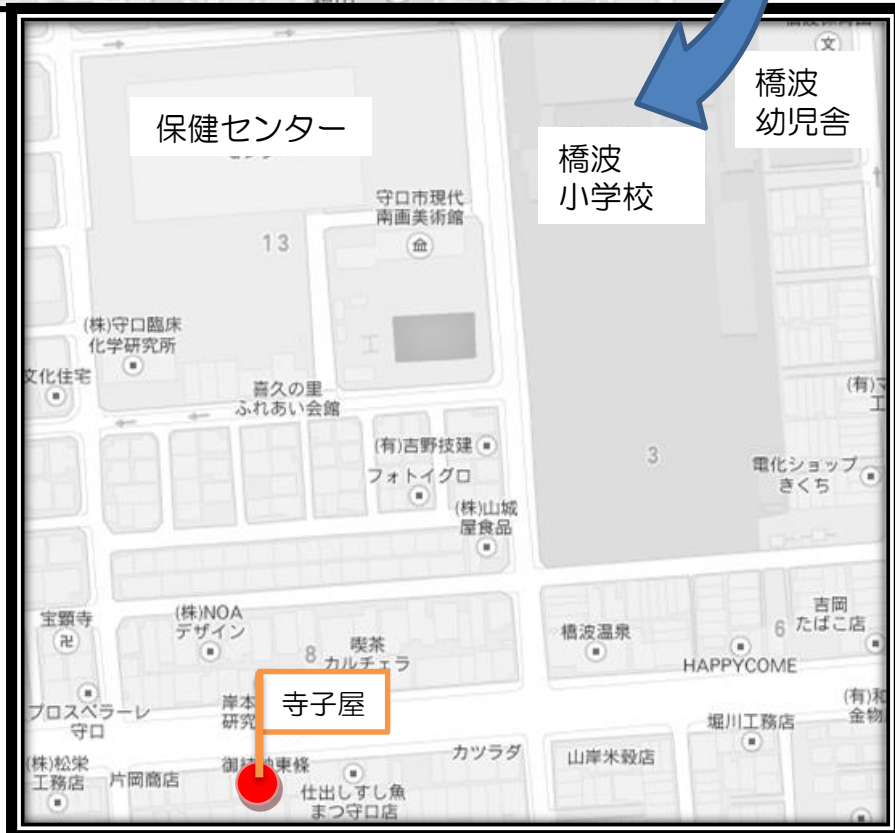 保健センター
橋波
幼児舎
橋波
小学校
文
守口市現代
南画美術館
13
(株)守口臨床
化学研究所
文化住宅
喜久の里
ふれあい会館
(有)吉野技建
フォトイグロ
(株)山城
屋食品
3
電化ショップ
きくち
宝顕寺
(株)NOA
デザイン
8
喫茶
カルチェラ
橋波温泉
6
吉岡
たばこ店
HAPPYCOME
プロスペラーレ
守口
岸本
研究
寺子屋
堀川工務店
(株)松栄
工務店
片岡商店
東條
仕出しすし魚
まつ守口店
カツラダ
山岸米穀店